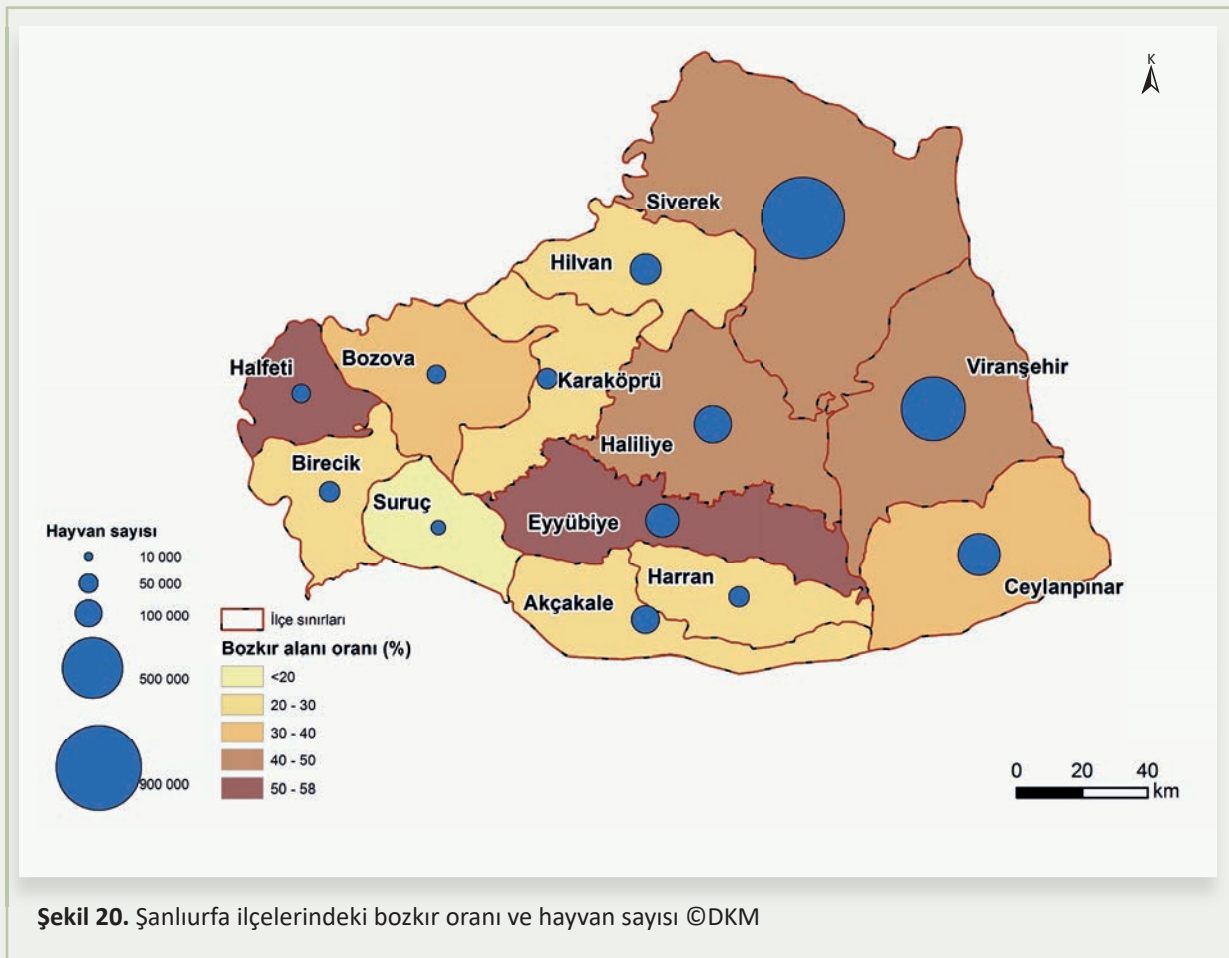 K
Siverek
Hilvan
Viranşehir
Halfeti
Bozova
Karaköprü
Haliliye
Birecik
Suruç
Eyyübiye
Harran
Akçakale
Ceylanpınar
Hayvan sayısı
10 000
50 000
100 000
500 000
900 000
İlçe sınırları
Bozkır alanı oranı (%)
<20
20 - 30
30 - 40
40 - 50
50 - 58
0 20 40
km
Şekil 20. Şanlıurfa ilçelerindeki bozkır oranı ve hayvan sayısı ©DKM